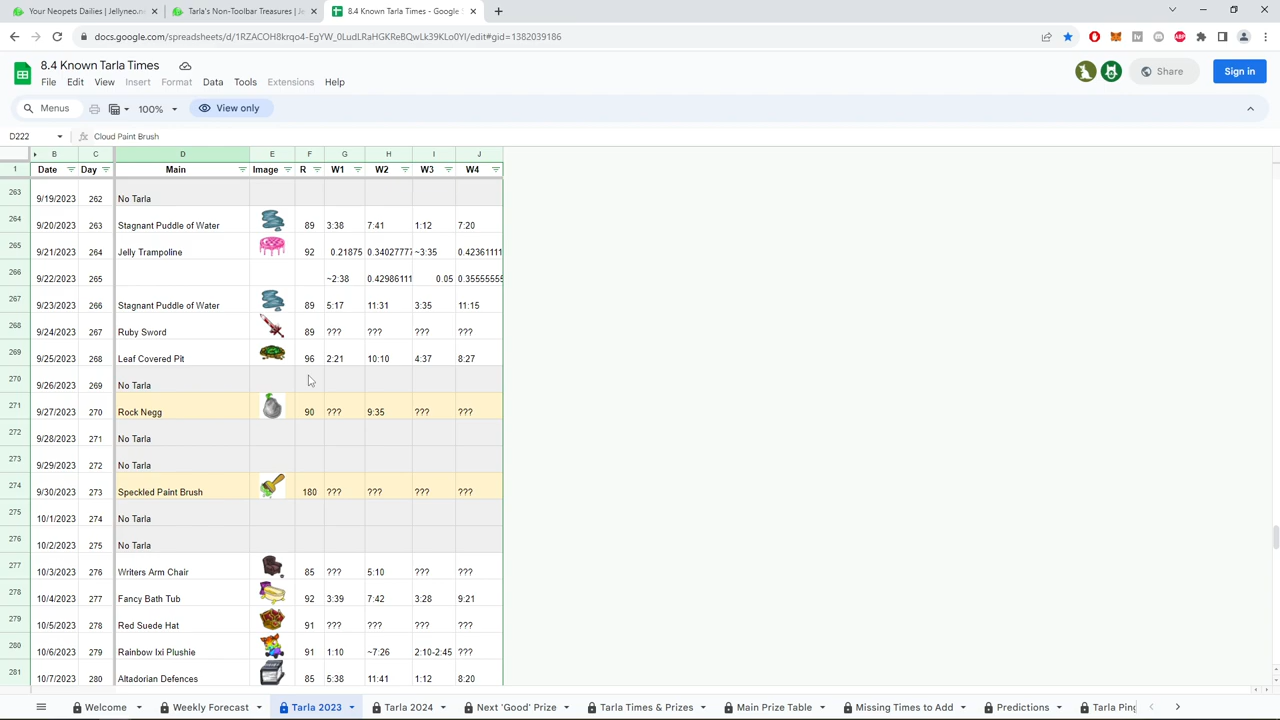 Your Neopets Dailies | Jellyneo.n
Tarla's Non-Toolbar Treasures | J
8.4 Known Tarla Times - Google S
docs.google.com/spreadsheets/d/1RZACOH8krqo4-EgYW_0LudLRaHGKReBQwLk39KLo0YI/edit#gid=1382039186
8.4 Known Tarla Times
File Edit View Insert Format Data Tools Extensions Help
Share
Sign in
Menus
100%
View only
D222
Cloud Paint Brush
B C D E F G H I J
1 Date Day Main Image R W1 W2 W3 W4
263 9/19/2023 262 No Tarla
264 9/20/2023 263 Stagnant Puddle of Water 89 3:38 7:41 1:12 7:20
265 9/21/2023 264 Jelly Trampoline 92 0.21875 0.34027777 ~3:35 0.42361111
266 9/22/2023 265 ~2:38 0.42986111 0.05 0.35555555
267 9/23/2023 266 Stagnant Puddle of Water 89 5:17 11:31 3:35 11:15
268 9/24/2023 267 Ruby Sword 89 ??? ??? ??? ???
269 9/25/2023 268 Leaf Covered Pit 96 2:21 10:10 4:37 8:27
270 9/26/2023 269 No Tarla
271 9/27/2023 270 Rock Negg 90 ??? 9:35 ??? ???
272 9/28/2023 271 No Tarla
273 9/29/2023 272 No Tarla
274 9/30/2023 273 Speckled Paint Brush 180 ??? ??? ??? ???
275 10/1/2023 274 No Tarla
276 10/2/2023 275 No Tarla
277 10/3/2023 276 Writers Arm Chair 85 ??? 5:10 ??? ???
278 10/4/2023 277 Fancy Bath Tub 92 3:39 7:42 3:28 9:21
279 10/5/2023 278 Red Suede Hat 91 ??? ??? ??? ???
280 10/6/2023 279 Rainbow Ixi Plushie 91 1:10 ~7:26 2:10-2:45 ???
281 10/7/2023 280 Altadorian Defences 85 5:38 11:41 1:12 8:20
Welcome Weekly Forecast Tarla 2023 Tarla 2024 Next 'Good' Prize Tarla Times & Prizes Main Prize Table Missing Times to Add Predictions Tarla Ping